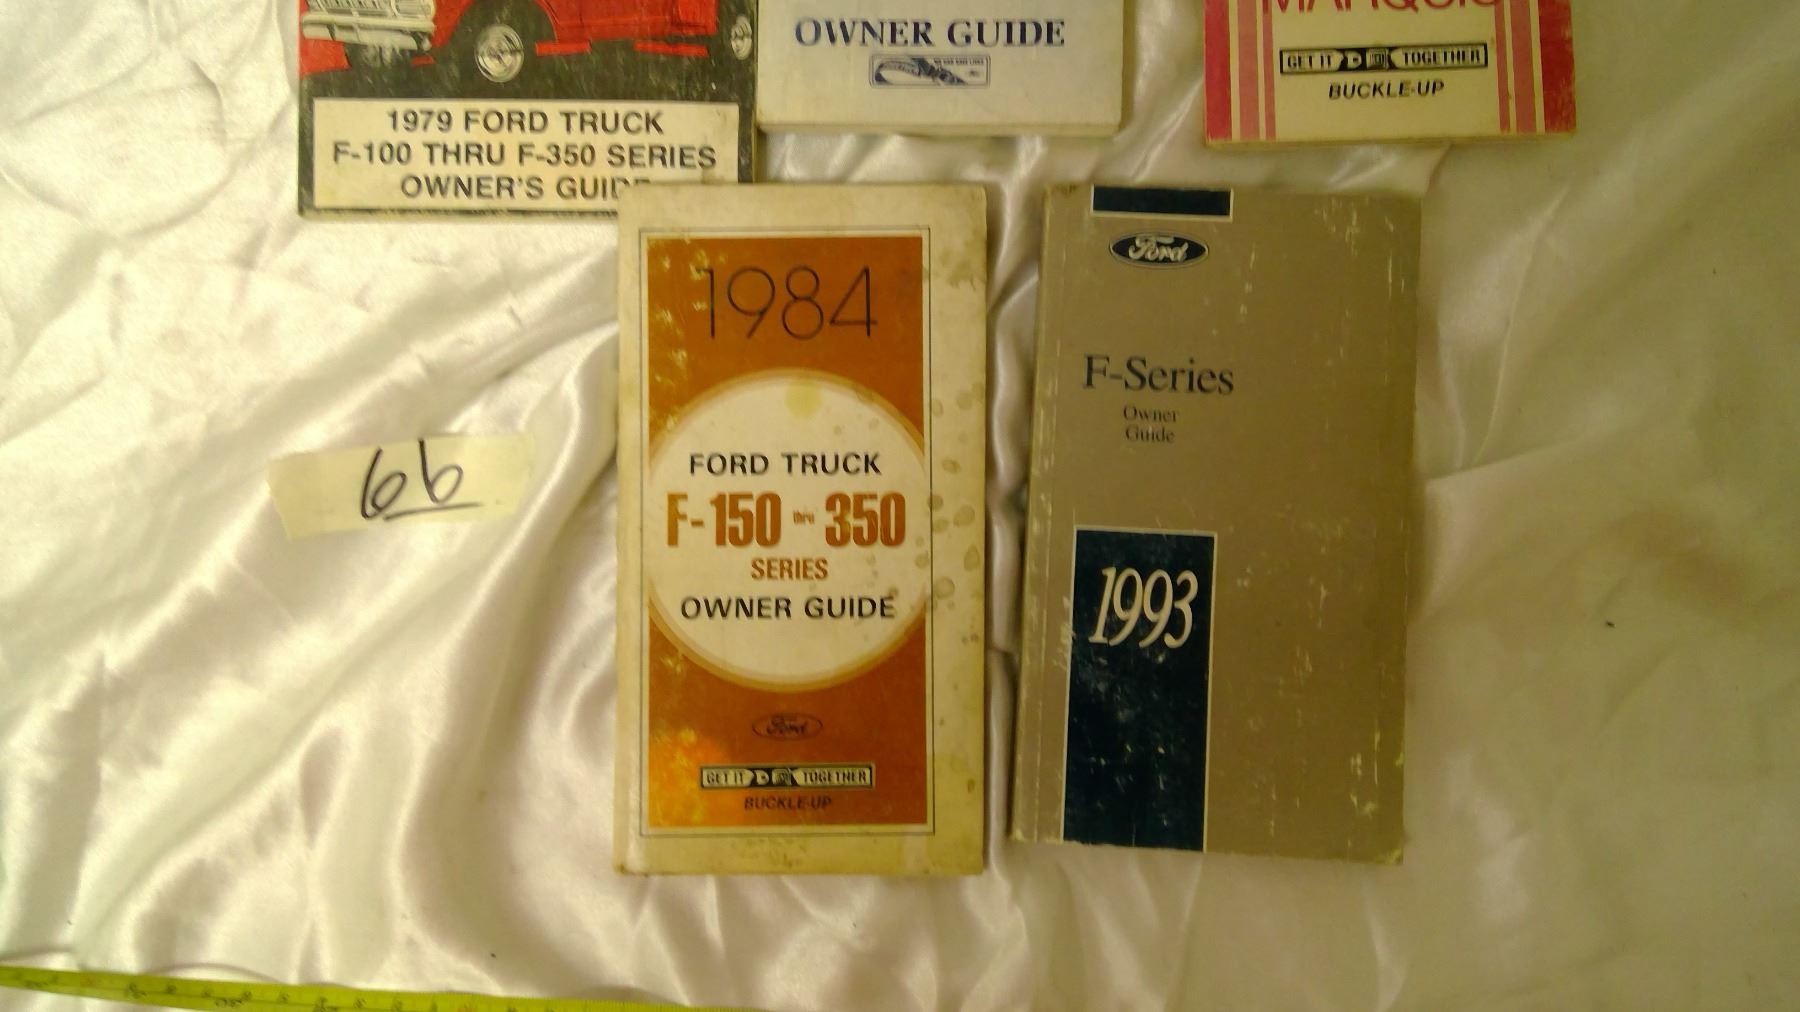 1979 FORD TRUCK
F-100 THRU F-350 SERIES
OWNER'S GUIDE
OWNER GUIDE
MARQUIS
GET IT TOGETHER
BUCKLE-UP
1984
FORD TRUCK
F-150 thru 350
SERIES
OWNER GUIDE
Ford
GET IT TOGETHER
BUCKLE-UP
Ford
F-Series
Owner
Guide
1993
66